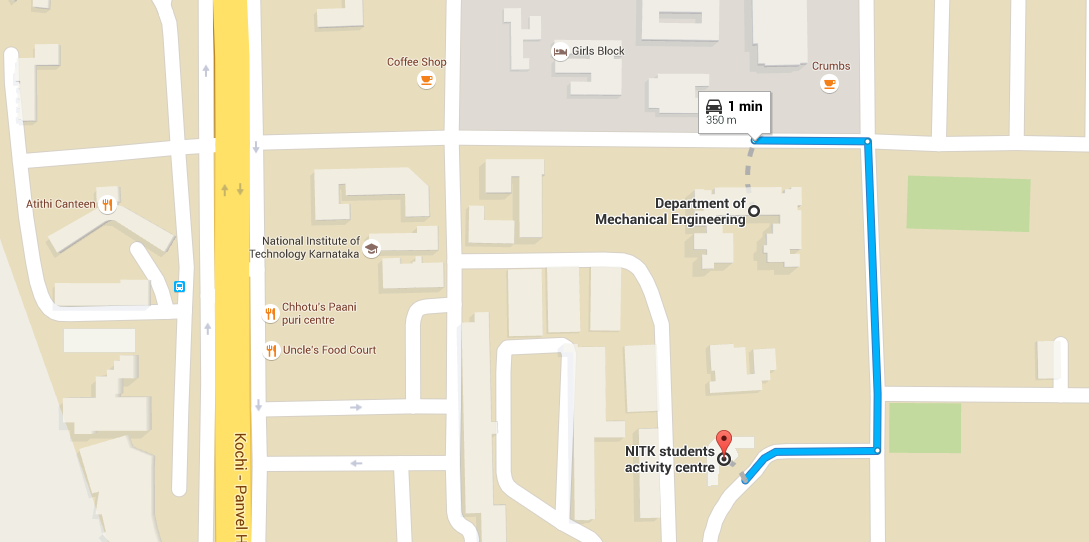 Girls Block
Coffee Shop
Crumbs
1 min
350 m
Atithi Canteen
Department of
Mechanical Engineering
National Institute of
Technology Karnataka
Chhotu's Paani
puri centre
Uncle's Food Court
NITK students
activity centre
Kochi - Panvel H